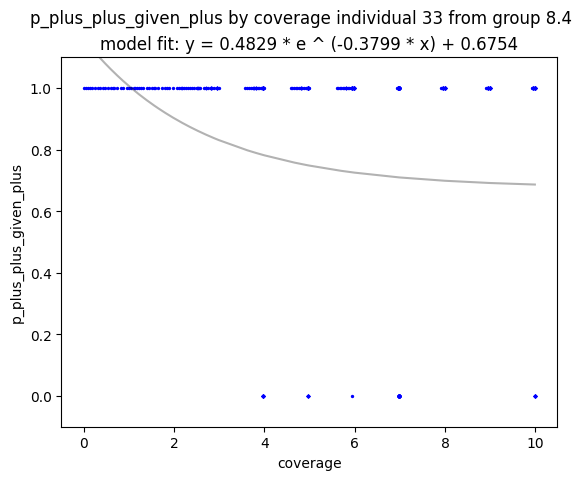 p_plus_plus_given_plus by coverage individual 33 from group 8.4
model fit: y = 0.4829 * e ^ (-0.3799 * x) + 0.6754
p_plus_plus_given_plus
1.0
0.8
0.6
0.4
0.2
0.0
0 2 4 6 8 10
coverage